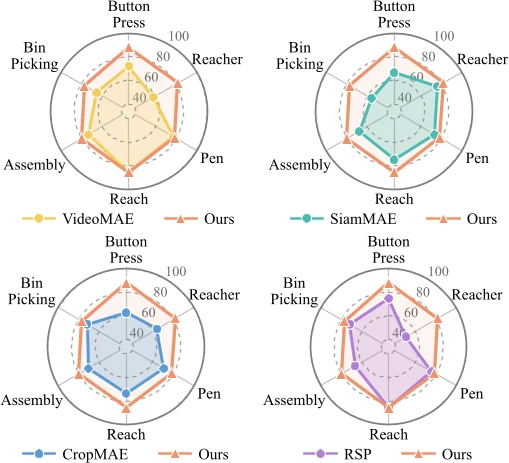 Button
Press
100
80
60
40
Bin
Picking
Reacher
Assembly
Pen
Reach
VideoMAE
Ours
Button
Press
100
80
60
40
Bin
Picking
Reacher
Assembly
Pen
Reach
SiamMAE
Ours
Button
Press
100
80
60
40
Bin
Picking
Reacher
Assembly
Pen
Reach
CropMAE
Ours
Button
Press
100
80
60
40
Bin
Picking
Reacher
Assembly
Pen
Reach
RSP
Ours